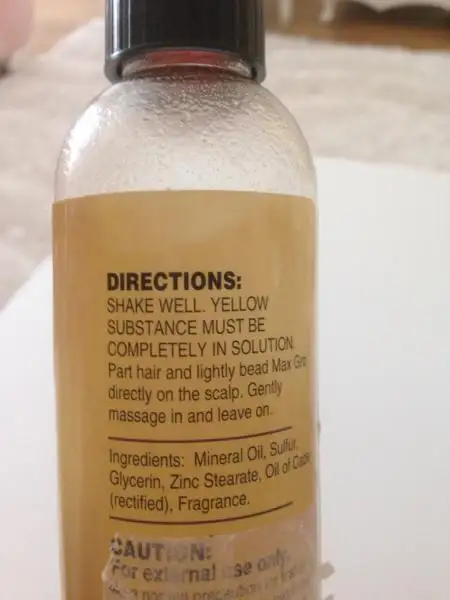 DIRECTIONS:
SHAKE WELL. YELLOW
SUBSTANCE MUST BE
COMPLETELY IN SOLUTION.
Part hair and lightly bead Max
directly on the scalp. Gently
massage in and leave on.
Ingredients: Mineral Oil, Sulfur,
Glycerin, Zinc Stearate, Oil of
(rectified), Fragrance.
CAUTION:
For external use only.